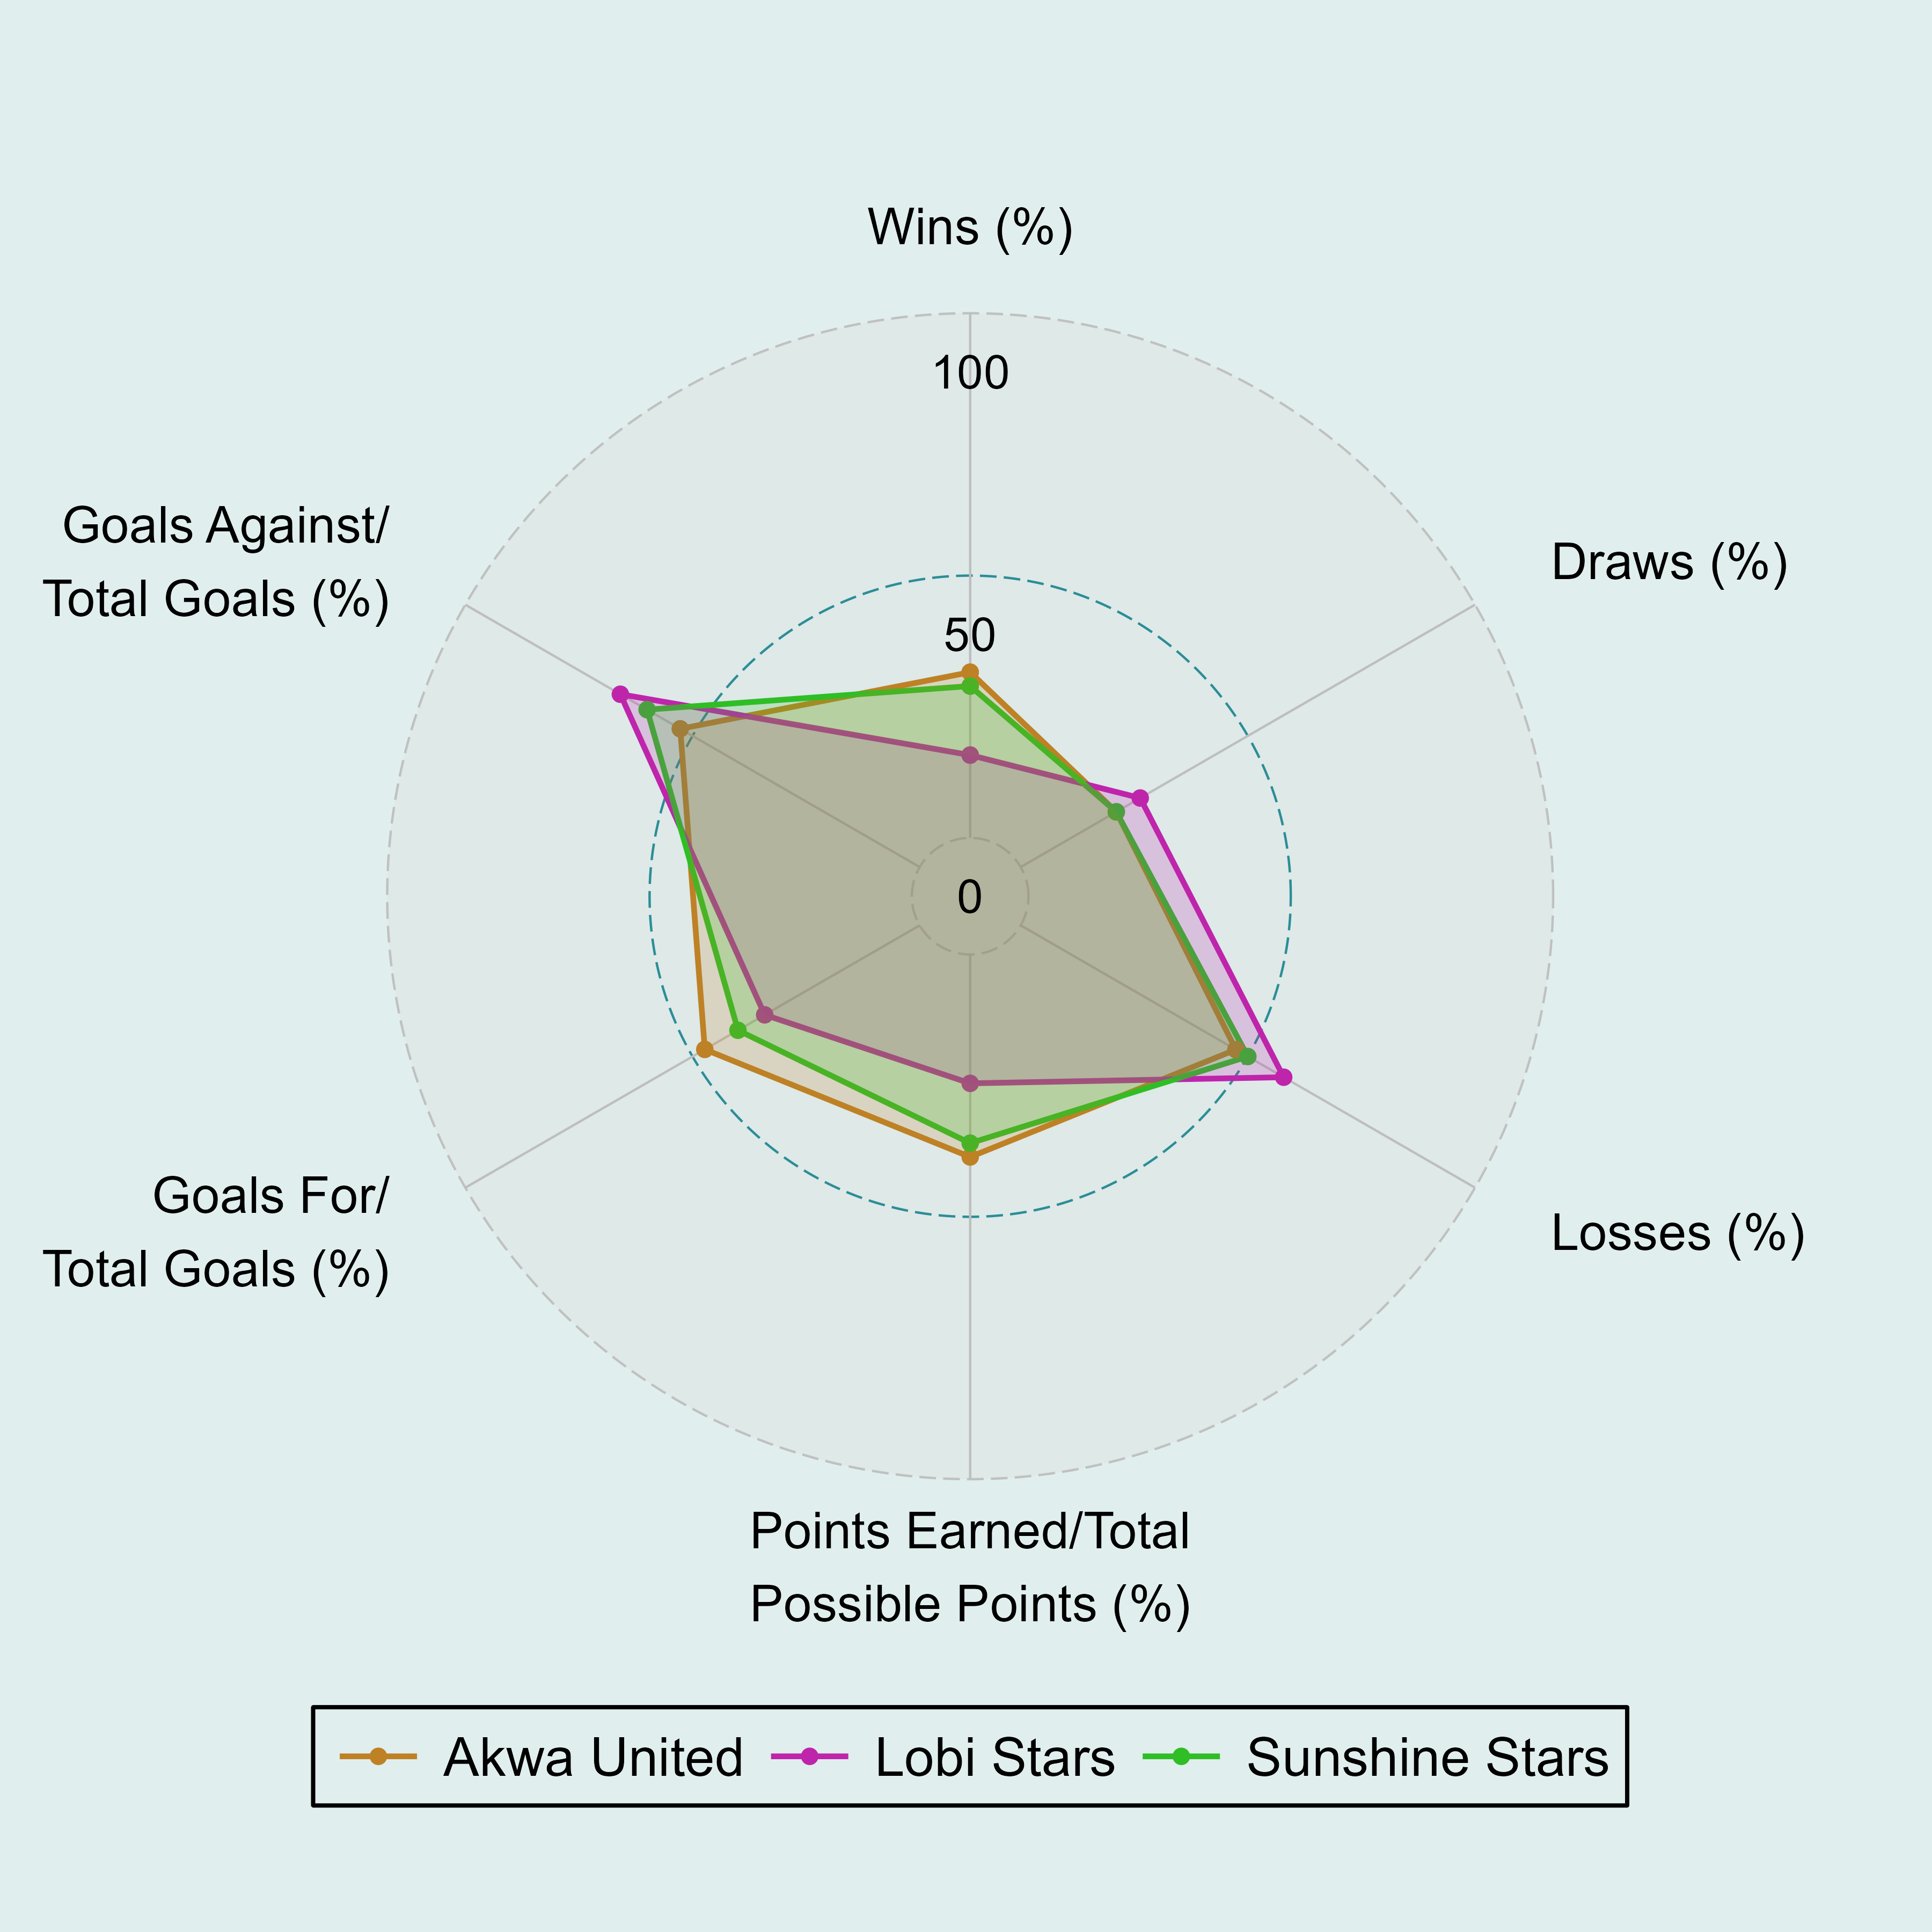 Wins (%)
100
Goals Against/
Total Goals (%)
Draws (%)
50
0
Goals For/
Total Goals (%)
Losses (%)
Points Earned/Total
Possible Points (%)
Akwa United
Lobi Stars
Sunshine Stars